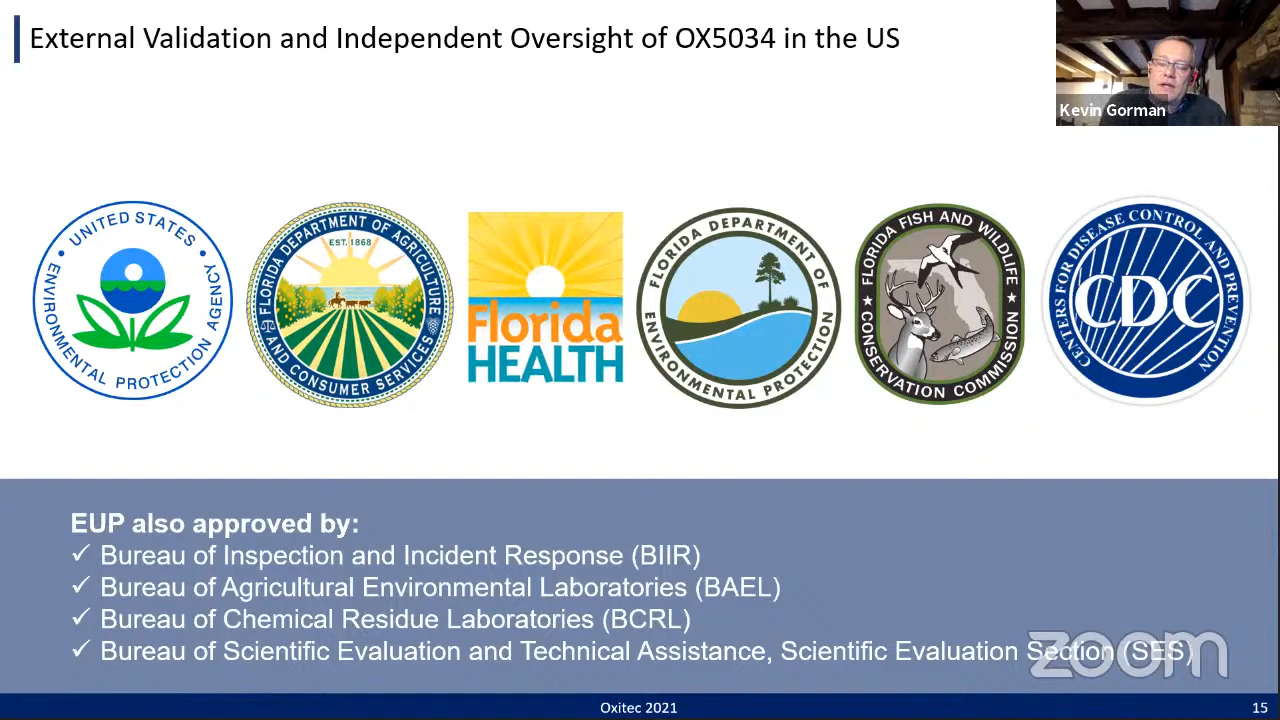 External Validation and Independent Oversight of OX5034 in the US
Kevin Gorman
UNITED STATES
ENVIRONMENTAL PROTECTION AGENCY
FLORIDA DEPARTMENT OF AGRICULTURE
AND CONSUMER SERVICES
EST. 1868
Florida
HEALTH
FLORIDA DEPARTMENT OF
ENVIRONMENTAL PROTECTION
FLORIDA FISH AND WILDLIFE
CONSERVATION COMMISSION
CENTERS FOR DISEASE CONTROL AND PREVENTION
CDC
EUP also approved by:
✓ Bureau of Inspection and Incident Response (BIIR)
✓ Bureau of Agricultural Environmental Laboratories (BAEL)
✓ Bureau of Chemical Residue Laboratories (BCRL)
✓ Bureau of Scientific Evaluation and Technical Assistance, Scientific Evaluation Section (SES)
zoom
Oxitec 2021
15